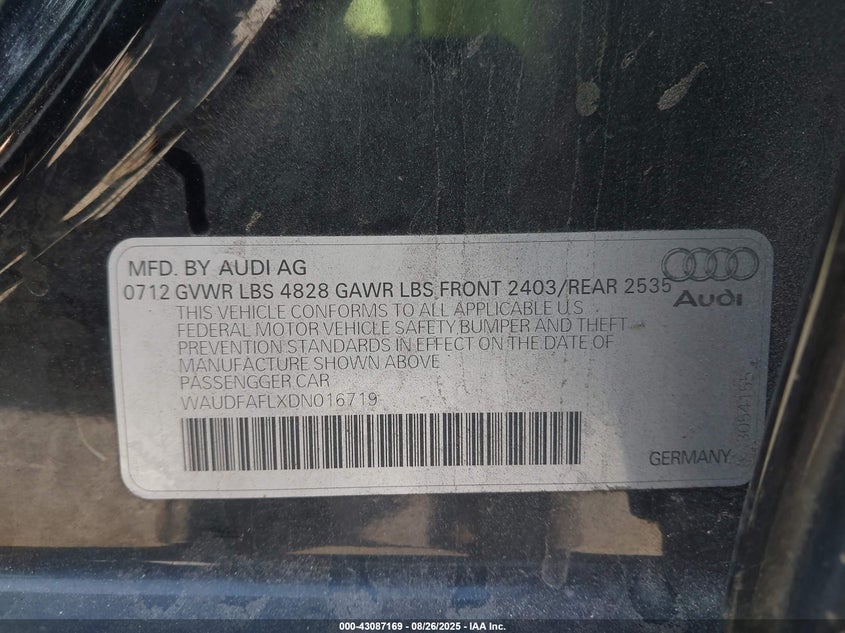 MFD. BY AUDI AG
0712 GVWR LBS 4828 GAWR LBS FRONT 2403/REAR 2535
Audi
THIS VEHICLE CONFORMS TO ALL APPLICABLE U.S
FEDERAL MOTOR VEHICLE SAFETY BUMPER AND THEFT
PREVENTION STANDARDS IN EFFECT ON THE DATE OF
MANUFACTURE SHOWN ABOVE
PASSENGGER CAR
WAUDFAFLXDN016719
GERMANY
000-43087169 - 08/26/2025 - IAA Inc.